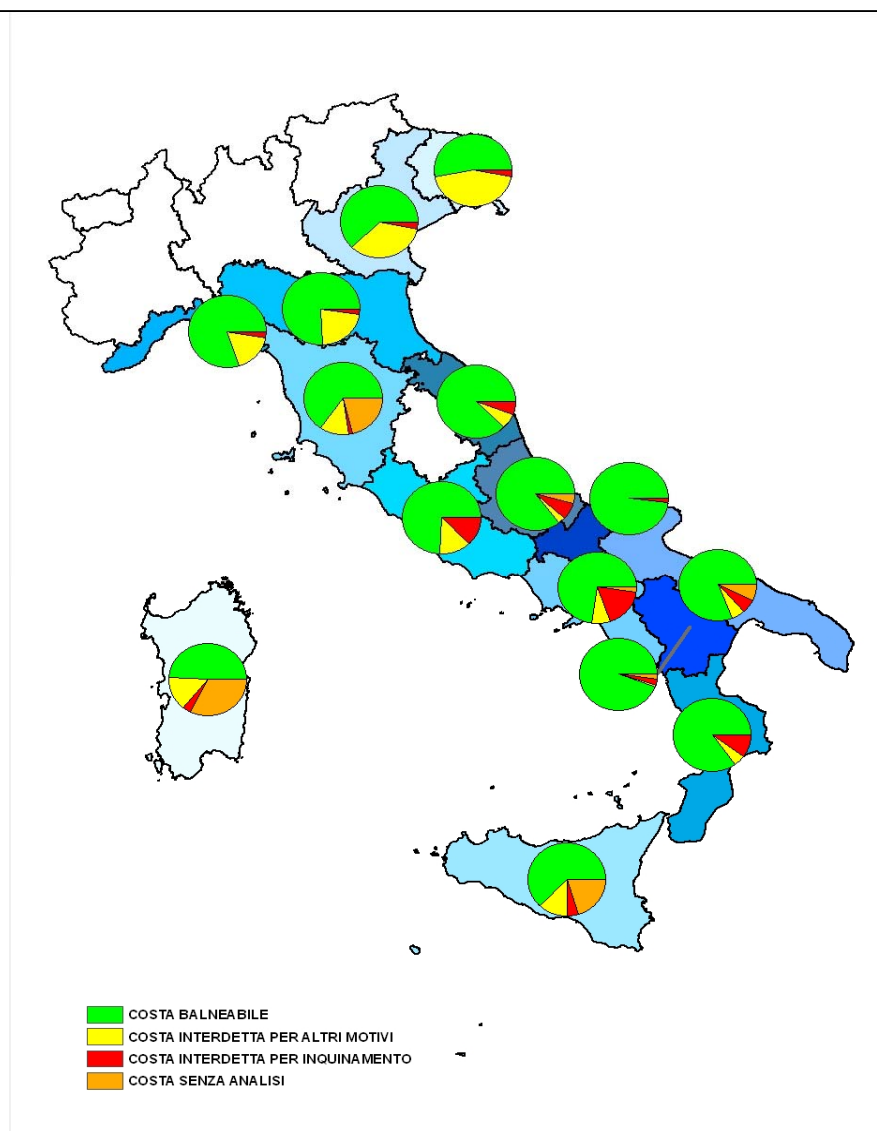 COSTA BALNEABILE
COSTA INTERDETTA PER ALTRI MOTIVI
COSTA INTERDETTA PER INQUINAMENTO
COSTA SENZA ANALISI